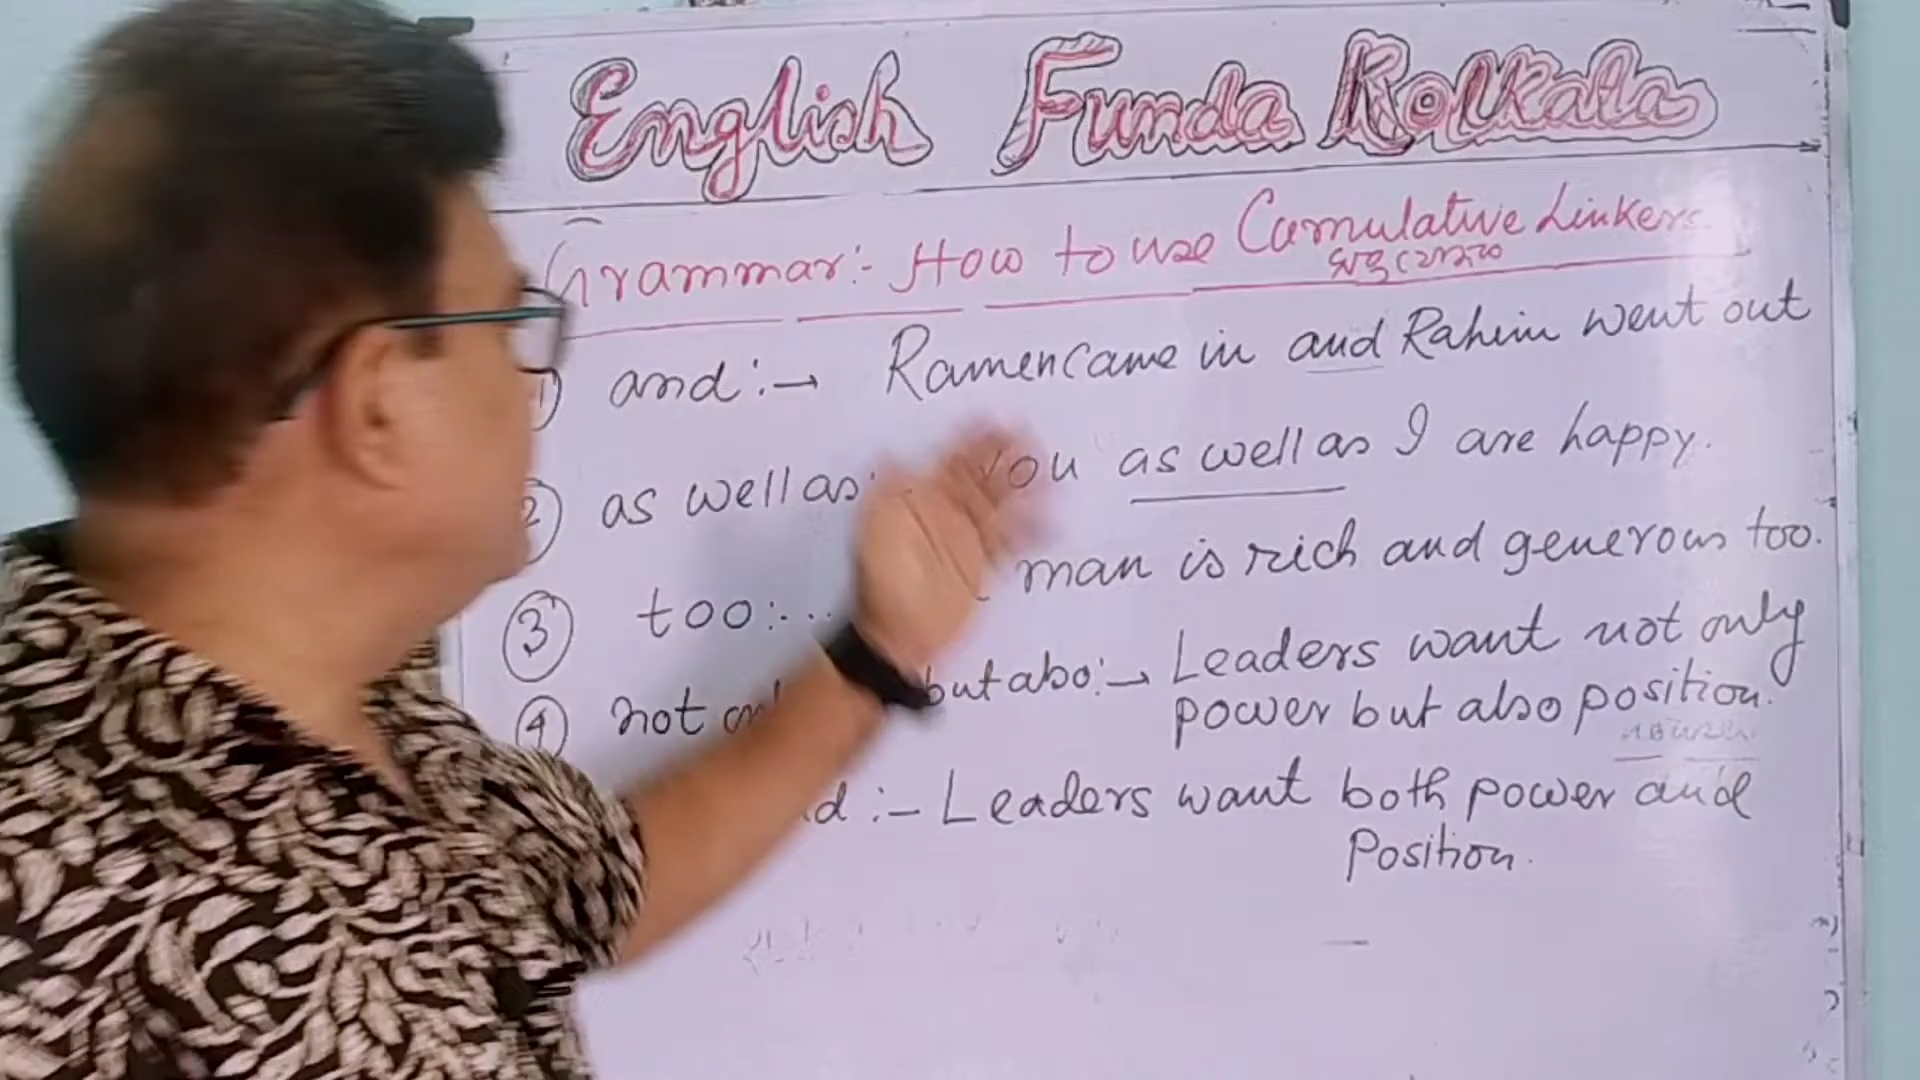 English Funda Kolkata
Grammar:- How to use Cumulative Linkers
1) and:→ Ramen came in and Rahim went out
2) as well as: you as well as I are happy.
3) too:- man is rich and generous too.
4) not but also:→ Leaders want not only
power but also position.
:- Leaders want both power and
Position.